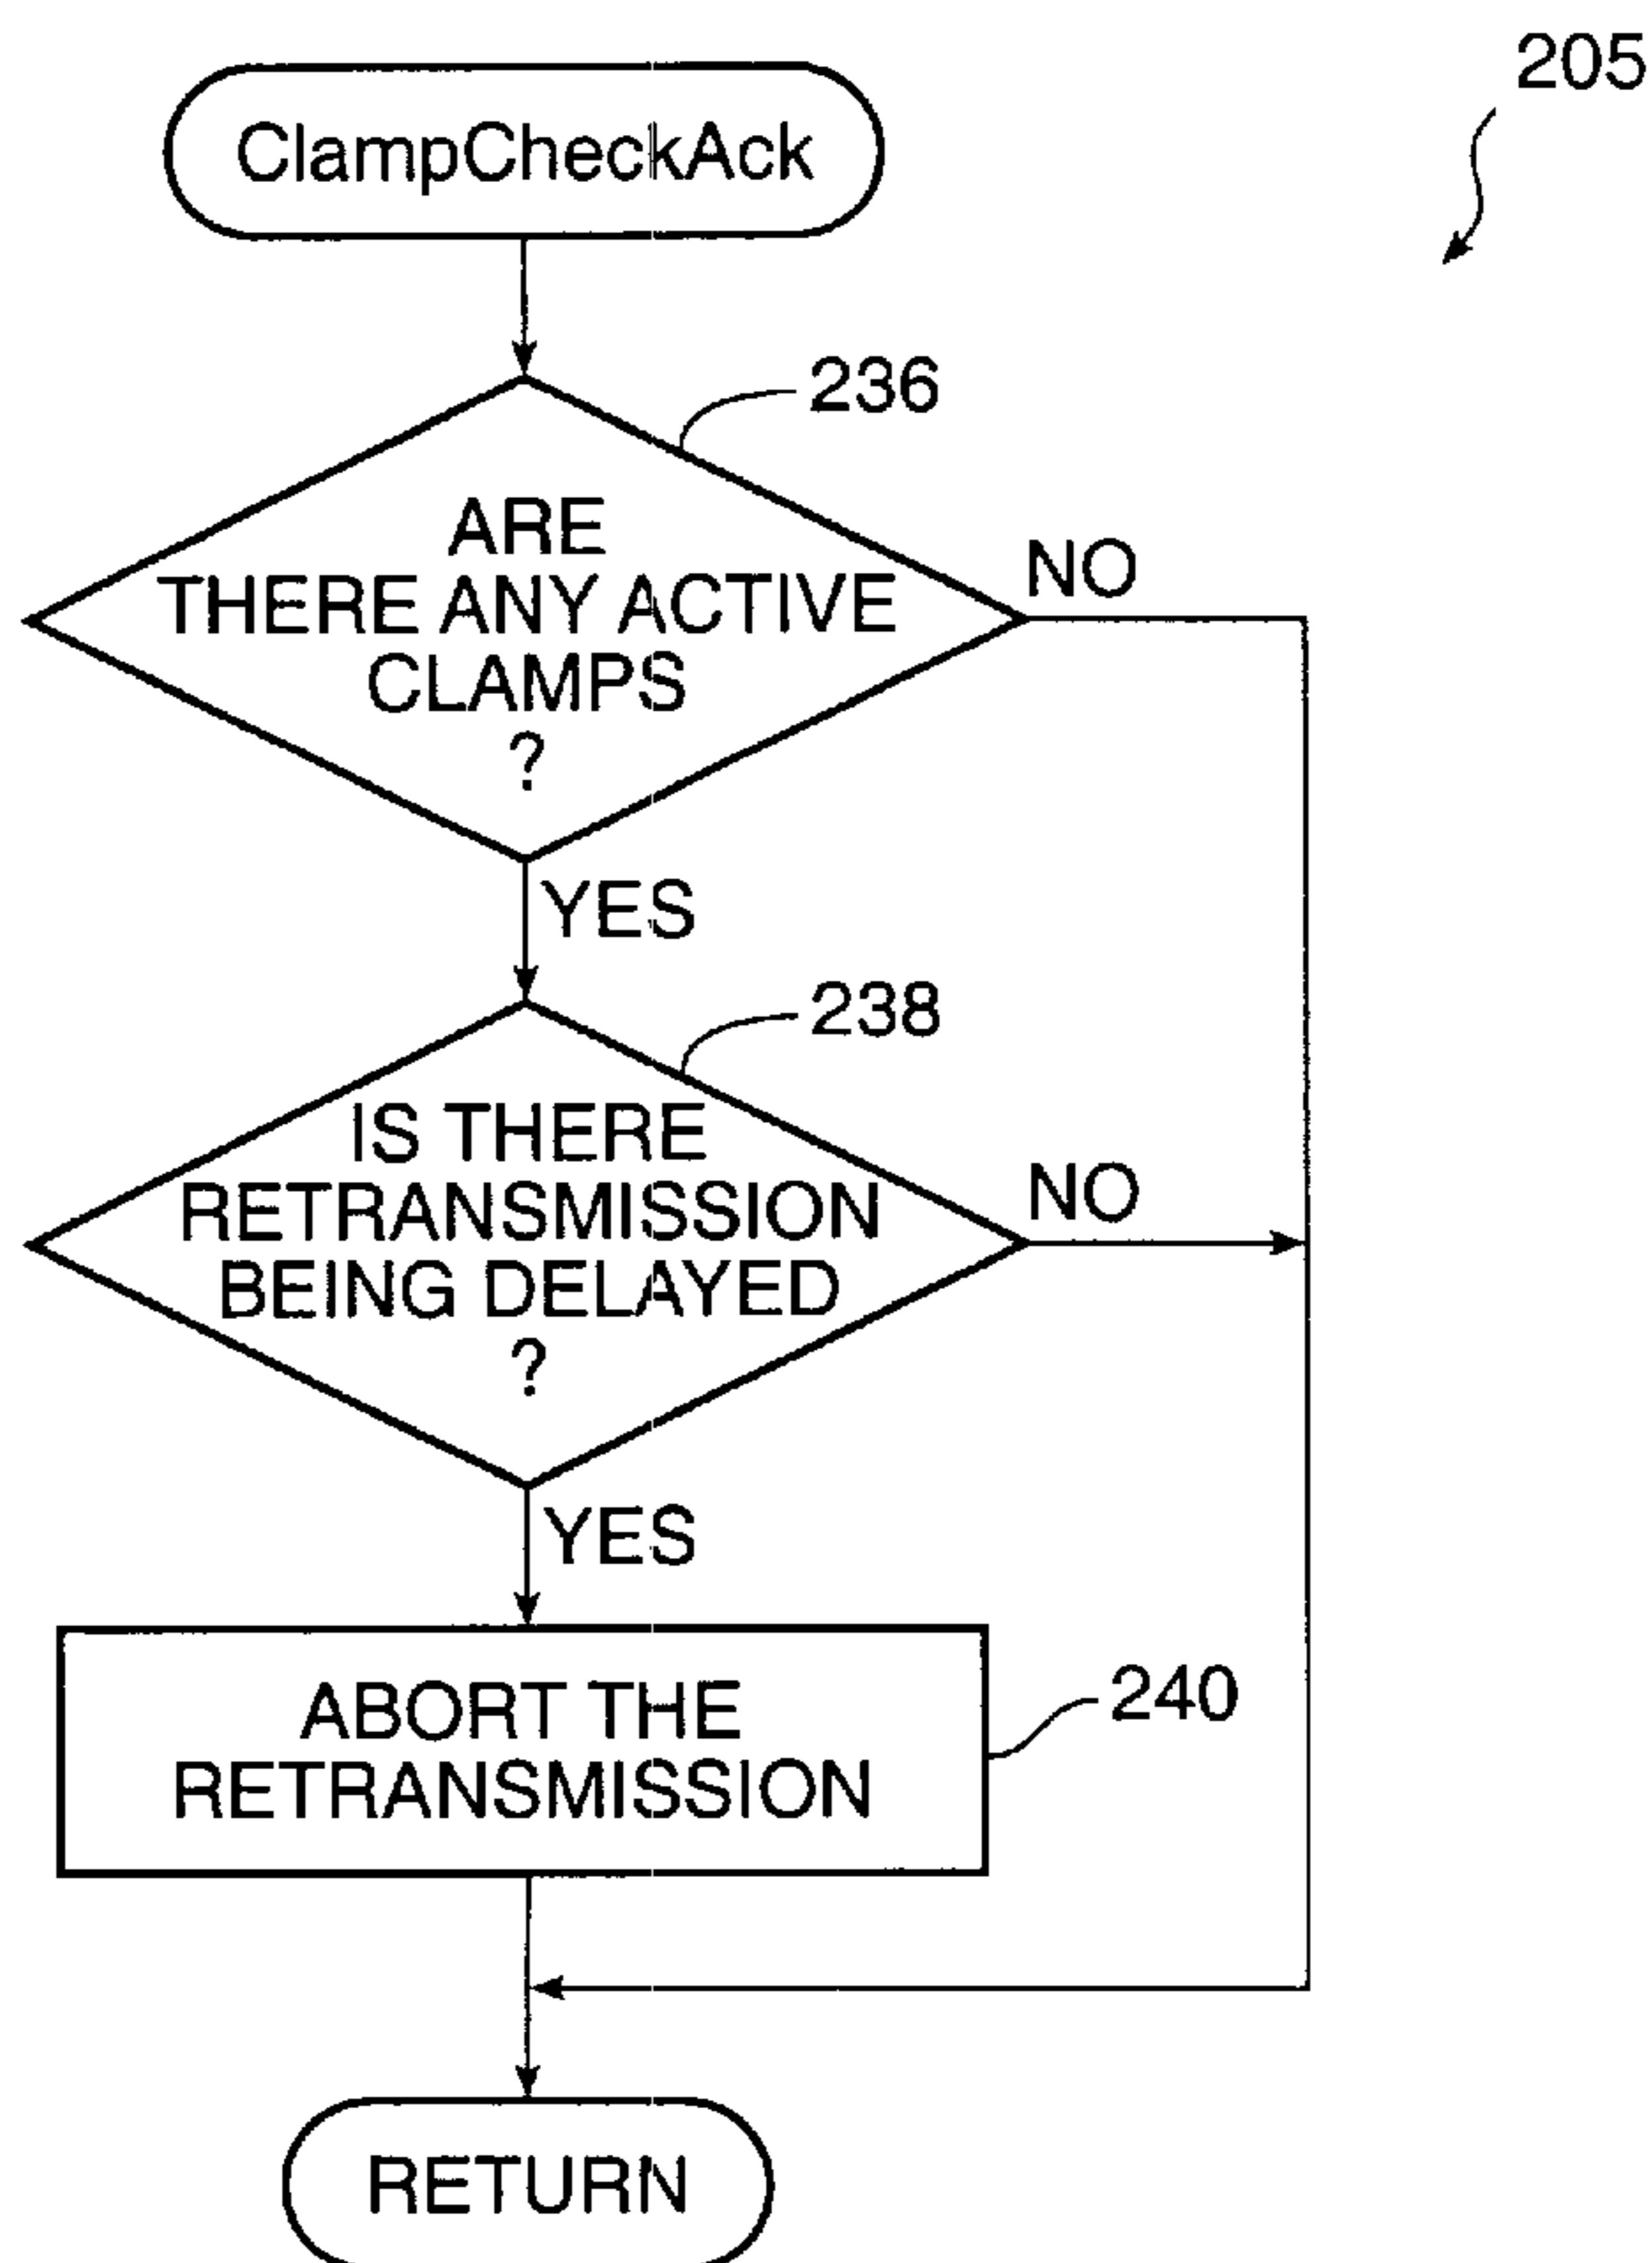 205
ClampCheckAck
236
ARE
THERE ANY ACTIVE
CLAMPS
?
NO
YES
238
IS THERE
RETRANSMISSION
BEING DELAYED
?
NO
YES
ABORT THE
RETRANSMISSION
240
RETURN